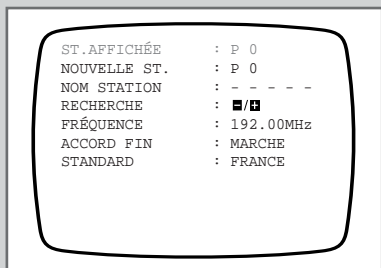 ST.AFFICHÉE : P 0
NOUVELLE ST. : P 0
NOM STATION : - - - - -
RECHERCHE : -/+
FRÉQUENCE : 192.00MHz
ACCORD FIN : MARCHE
STANDARD : FRANCE